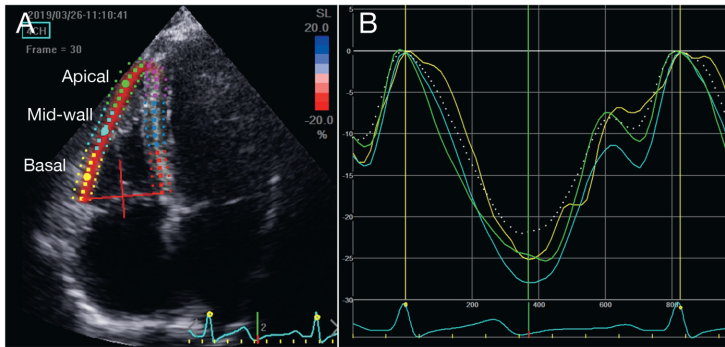 A
2019/03/26-11:10:41
4CH
Frame = 30
SL
20.0
-20.0
%
Apical
Mid-wall
Basal
2
B
0
-5
-10
-15
-20
-25
-30
200
400
600
800